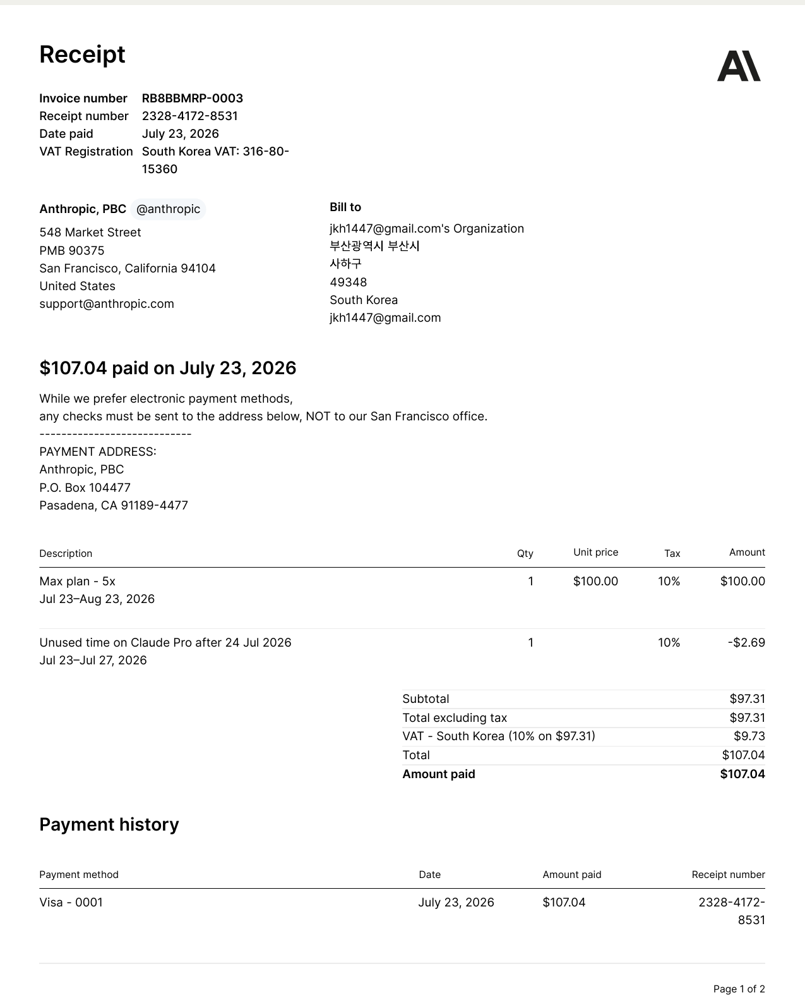 Receipt
Invoice number RB8BBMRP-0003
Receipt number 2328-4172-8531
Date paid July 23, 2026
VAT Registration South Korea VAT: 316-80-
15360
Anthropic, PBC @anthropic
548 Market Street
PMB 90375
San Francisco, California 94104
United States
support@anthropic.com
Bill to
jkh1447@gmail.com's Organization
부산광역시 부산시
사하구
49348
South Korea
jkh1447@gmail.com
$107.04 paid on July 23, 2026
While we prefer electronic payment methods,
any checks must be sent to the address below, NOT to our San Francisco office.
----------------------------
PAYMENT ADDRESS:
Anthropic, PBC
P.O. Box 104477
Pasadena, CA 91189-4477
Description Qty Unit price Tax Amount
Max plan - 5x 1 $100.00 10% $100.00
Jul 23–Aug 23, 2026
Unused time on Claude Pro after 24 Jul 2026 1 10% -$2.69
Jul 23–Jul 27, 2026
Subtotal $97.31
Total excluding tax $97.31
VAT - South Korea (10% on $97.31) $9.73
Total $107.04
Amount paid $107.04
Payment history
Payment method Date Amount paid Receipt number
Visa - 0001 July 23, 2026 $107.04 2328-4172-
8531
Page 1 of 2